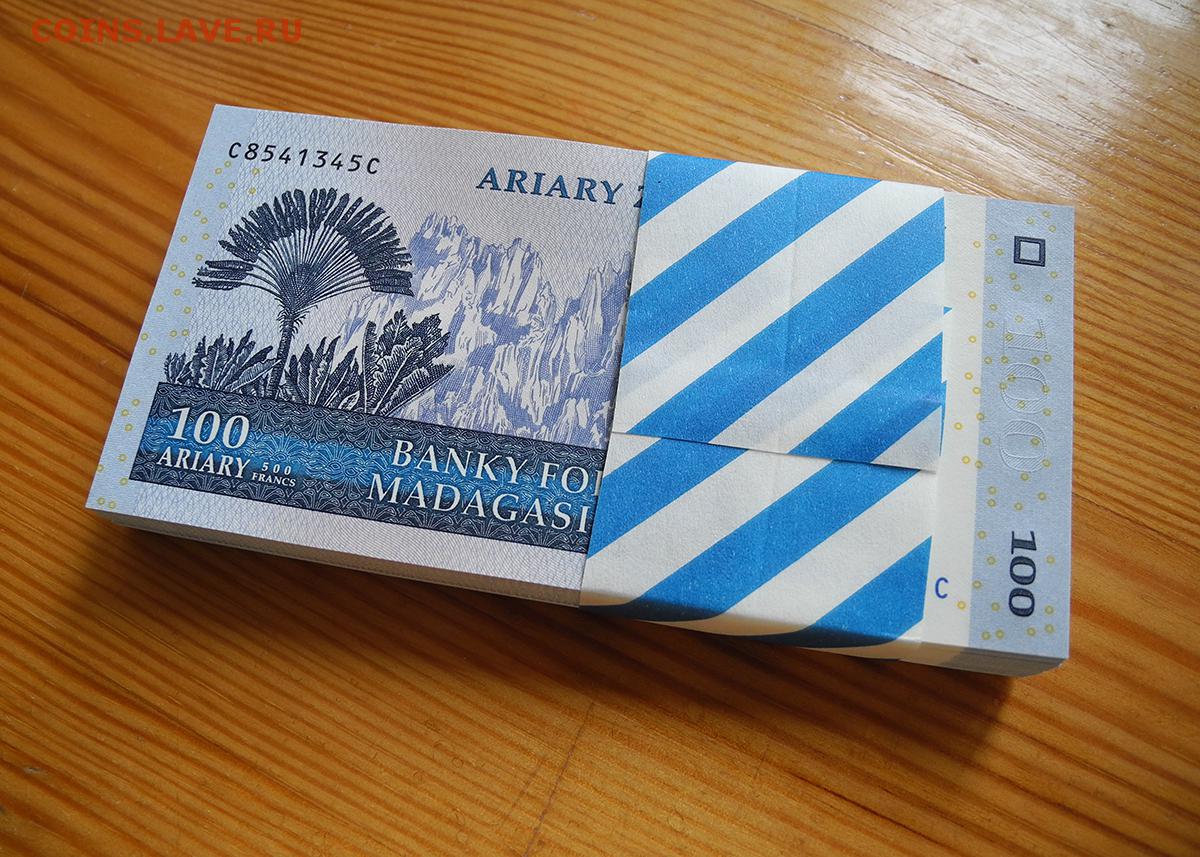 COINS.LAVE.RU
C8541345C
ARIARY
100
100
ARIARY 500
FRANCS
BANKY FO
MADAGASI
C
100